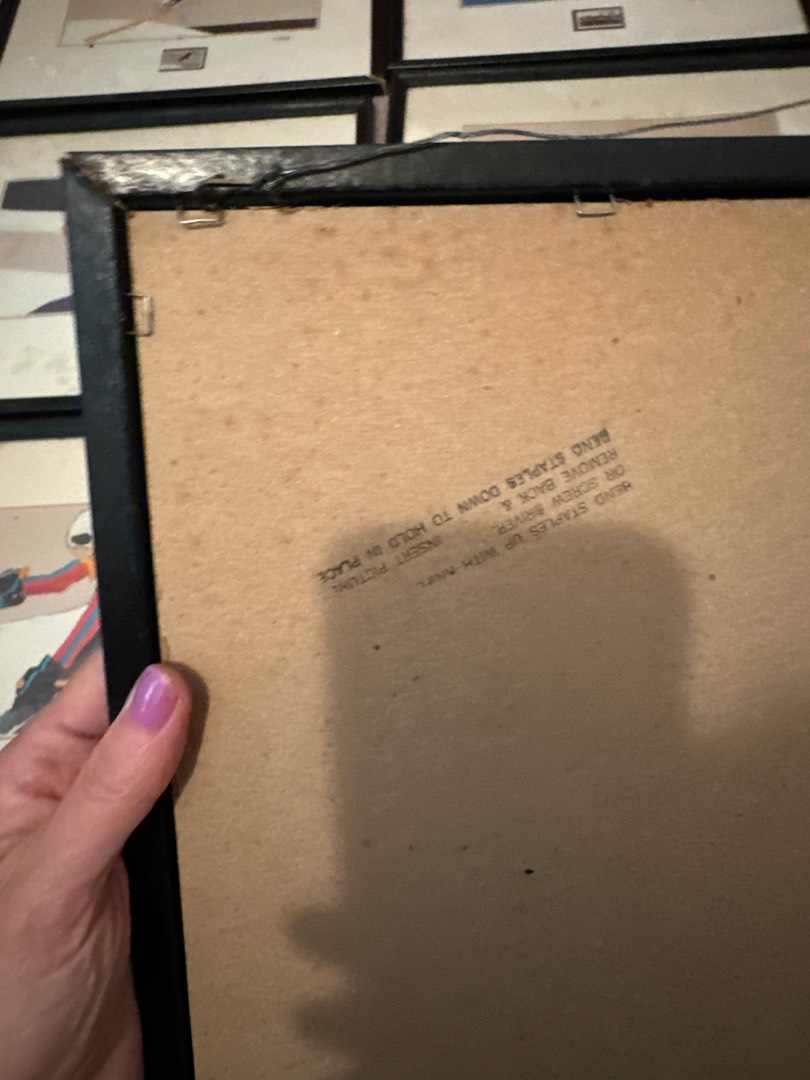 BEND STAPLES UP WITH KNIFE
OR SCREW DRIVER.
REMOVE BACK & INSERT PICTURE
BEND STAPLES DOWN TO HOLD IN PLACE